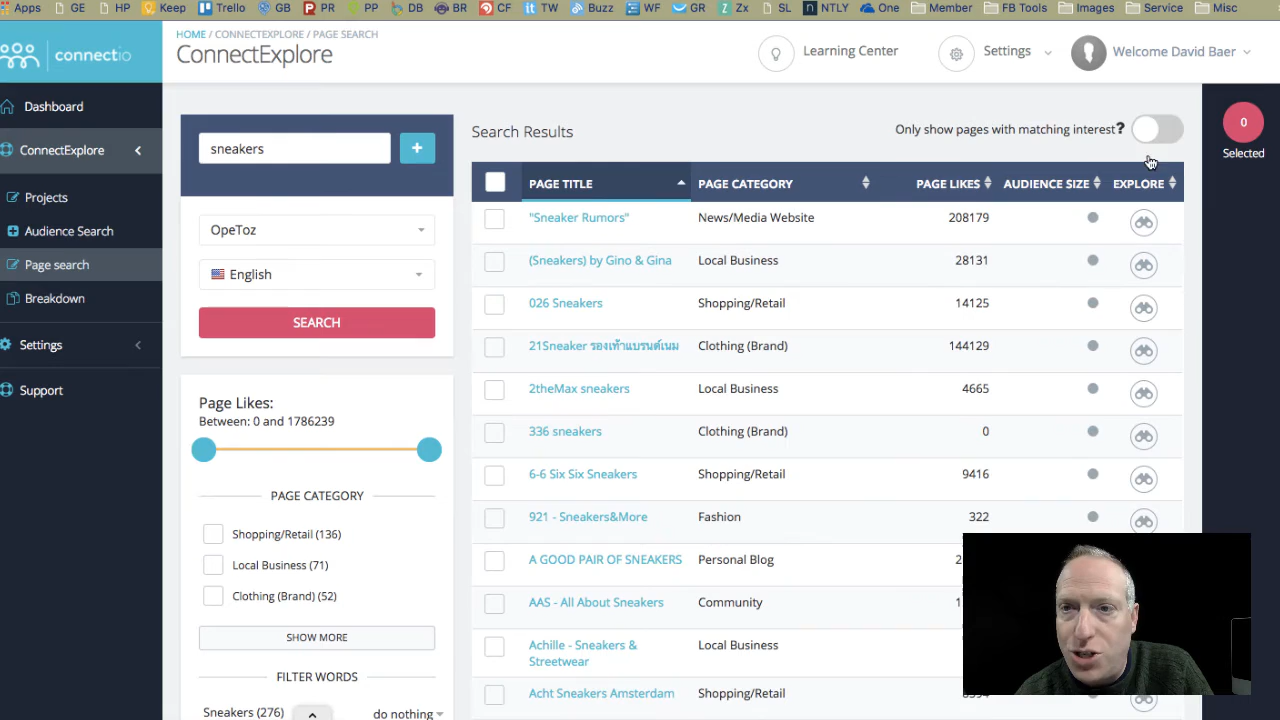 Apps GE HP Keep Trello GB PR PP DB BR CF TW Buzz WF GR Zx SL NTLY One Member FB Tools Images Service Misc
connectio
HOME / CONNECTEXPLORE / PAGE SEARCH
ConnectExplore
Learning Center
Settings
Welcome David Baer
Dashboard
ConnectExplore
Projects
Audience Search
Page search
Breakdown
Settings
Support
sneakers
+
OpeToz
English
SEARCH
Page Likes:
Between: 0 and 1786239
PAGE CATEGORY
Shopping/Retail (136)
Local Business (71)
Clothing (Brand) (52)
SHOW MORE
FILTER WORDS
Sneakers (276) do nothing
Search Results
Only show pages with matching interest ?
0
Selected
PAGE TITLE PAGE CATEGORY PAGE LIKES AUDIENCE SIZE EXPLORE
"Sneaker Rumors" News/Media Website 208179
(Sneakers) by Gino & Gina Local Business 28131
026 Sneakers Shopping/Retail 14125
21Sneaker รองเท้าแบรนด์เนม Clothing (Brand) 144129
2theMax sneakers Local Business 4665
336 sneakers Clothing (Brand) 0
6-6 Six Six Sneakers Shopping/Retail 9416
921 - Sneakers&More Fashion 322
A GOOD PAIR OF SNEAKERS Personal Blog
AAS - All About Sneakers Community
Achille - Sneakers & Local Business
Streetwear
Acht Sneakers Amsterdam Shopping/Retail